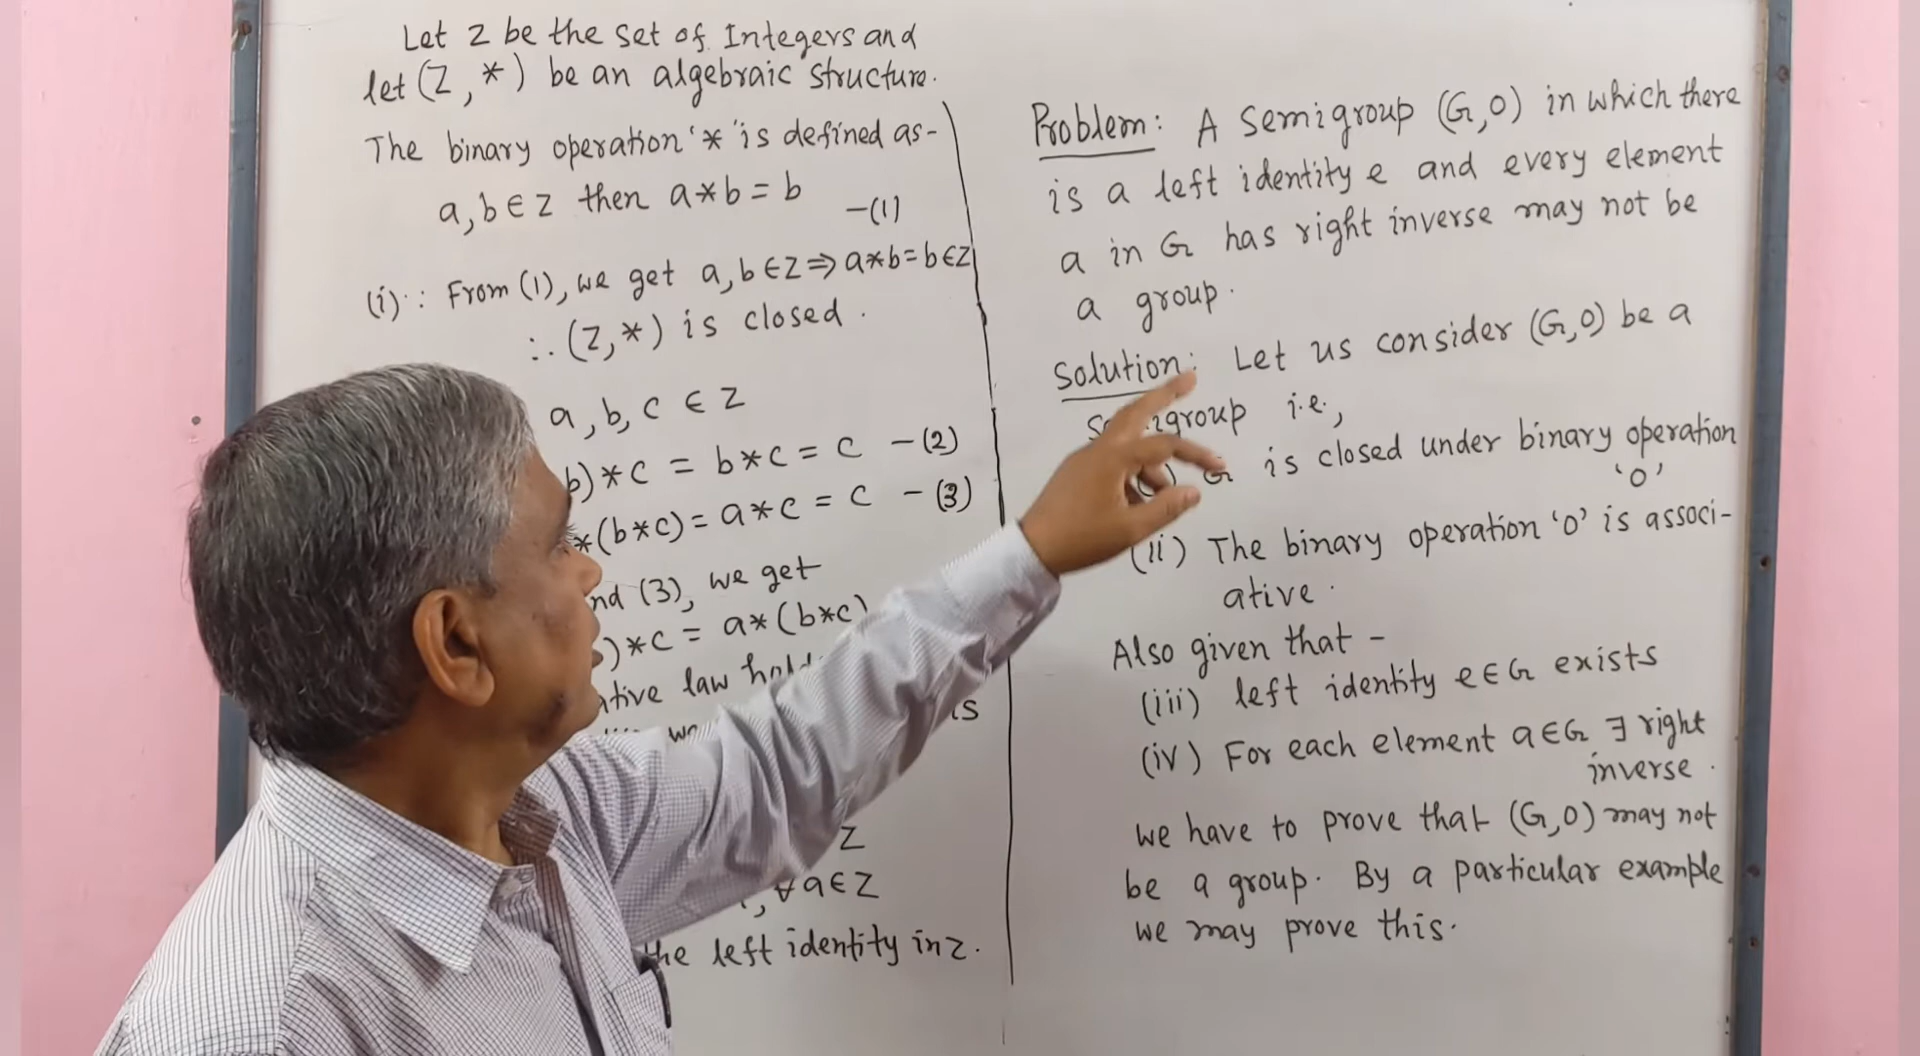 Let Z be the set of Integers and
let (Z, *) be an algebraic structure.
The binary operation '*' is defined as-
a, b ∈ Z then a*b = b —(1)
(i): From (1), we get a, b ∈ Z ⇒ a*b = b ∈ Z
∴ (Z, *) is closed.
a, b, c ∈ Z
b)*c = b*c = c —(2)
*(b*c) = a*c = c —(3)
(3), we get
)*c = a*(b*c)
law
is
Z
, ∀ a ∈ Z
the left identity in Z.
Problem: A semigroup (G, o) in which there
is a left identity e and every element
a in G has right inverse may not be
a group.
Solution: Let us consider (G, o) be a
i.e.,
G is closed under binary operation
'o'
(ii) The binary operation 'o' is associ-
ative.
Also given that -
(iii) left identity e ∈ G exists
(iv) For each element a ∈ G ∃ right
inverse.
we have to prove that (G, o) may not
be a group. By a particular example
we may prove this.